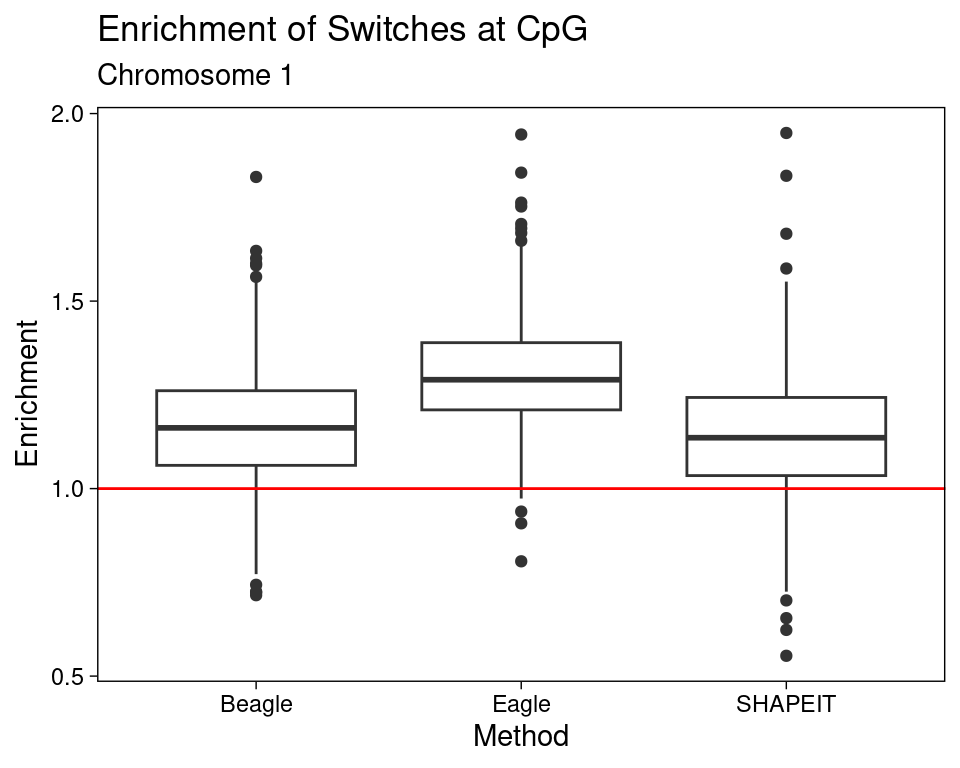 Enrichment of Switches at CpG
Chromosome 1
2.0
1.5
1.0
0.5
Enrichment
Beagle
Eagle
SHAPEIT
Method